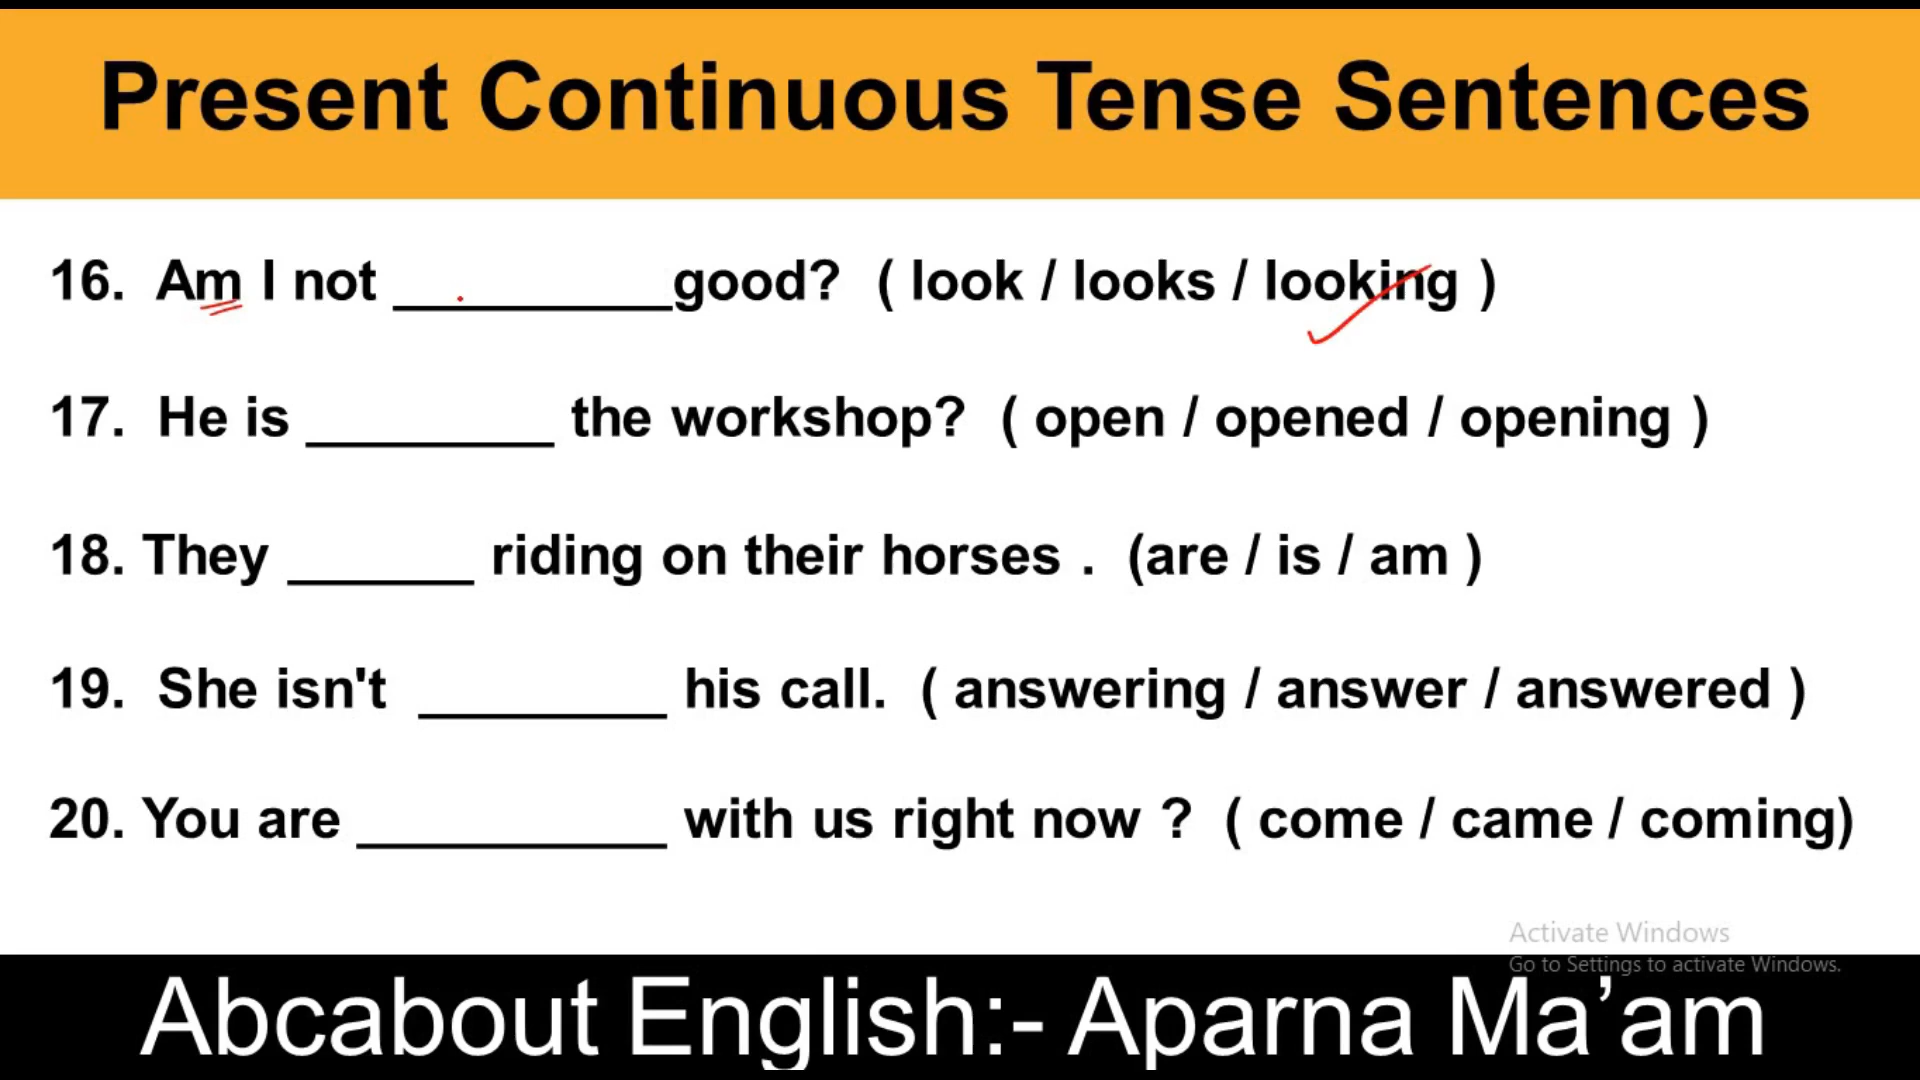 Present Continuous Tense Sentences
16. Am I not __________good? ( look / looks / looking )
17. He is ________ the workshop? ( open / opened / opening )
18. They ______ riding on their horses . (are / is / am )
19. She isn't ________ his call. ( answering / answer / answered )
20. You are __________ with us right now ? ( come / came / coming)
Activate Windows
Go to Settings to activate Windows.
Abcabout English:- Aparna Ma’am